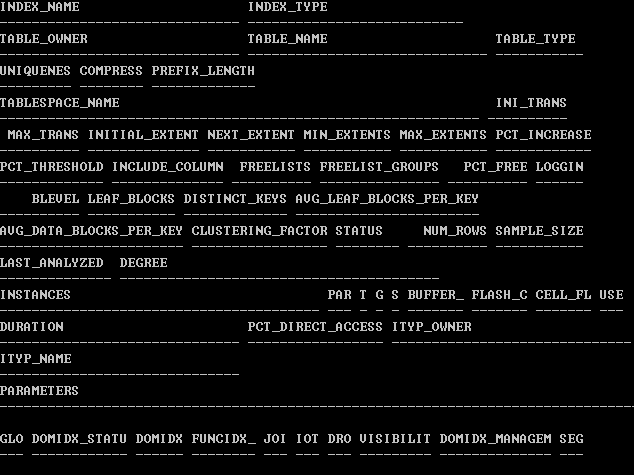 INDEX_NAME INDEX_TYPE
TABLE_OWNER TABLE_NAME TABLE_TYPE
UNIQUENES COMPRESS PREFIX_LENGTH
TABLESPACE_NAME INI_TRANS
MAX_TRANS INITIAL_EXTENT NEXT_EXTENT MIN_EXTENTS MAX_EXTENTS PCT_INCREASE
PCT_THRESHOLD INCLUDE_COLUMN FREELISTS FREELIST_GROUPS PCT_FREE LOGGIN
BLEVEL LEAF_BLOCKS DISTINCT_KEYS AVG_LEAF_BLOCKS_PER_KEY
AVG_DATA_BLOCKS_PER_KEY CLUSTERING_FACTOR STATUS NUM_ROWS SAMPLE_SIZE
LAST_ANALYZED DEGREE
INSTANCES PAR T G S BUFFER_ FLASH_C CELL_FL USE
DURATION PCT_DIRECT_ACCESS ITYP_OWNER
ITYP_NAME
PARAMETERS
GLO DOMIDX_STATU DOMIDX FUNCIDX_ JOI IOT DRO VISIBILIT DOMIDX_MANAGEM SEG